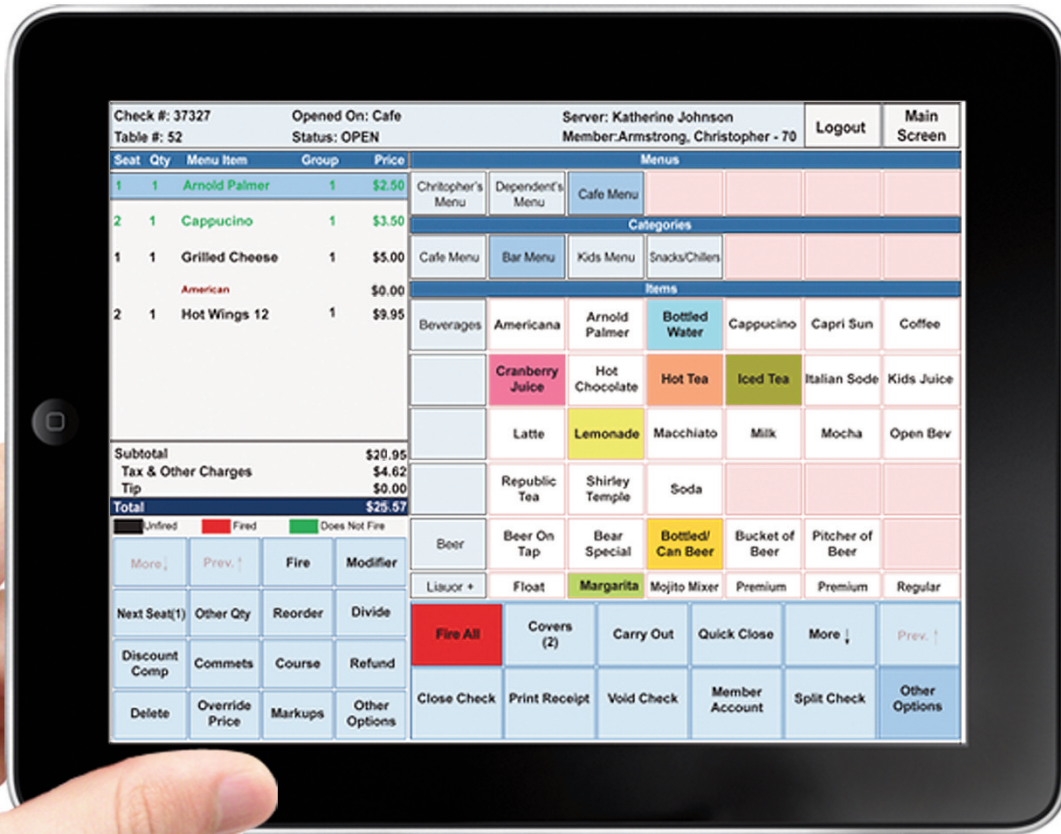 Check #: 37327 Opened On: Cafe Server: Katherine Johnson
Table #: 52 Status: OPEN Member:Armstrong, Christopher - 70
Logout
Main
Screen
Seat Qty Menu Item Group Price
1 1 Arnold Palmer 1 $2.50
2 1 Cappucino 1 $3.50
1 1 Grilled Cheese 1 $5.00
American $0.00
2 1 Hot Wings 12 1 $9.95
Subtotal $20.95
Tax & Other Charges $4.62
Tip $0.00
Total $25.57
Unfired Fired Does Not Fire
More↓ Prev.↑ Fire Modifier
Next Seat(1) Other Qty Reorder Divide
Discount
Comp
Commets Course Refund
Delete
Override
Price
Markups
Other
Options
Menus
Chritopher's
Menu
Dependent's
Menu
Cafe Menu
Categories
Cafe Menu Bar Menu Kids Menu Snacks/Chillers
Items
Beverages Americana
Arnold
Palmer
Bottled
Water
Cappucino Capri Sun Coffee
Cranberry
Juice
Hot
Chocolate
Hot Tea Iced Tea Italian Sode Kids Juice
Latte Lemonade Macchiato Milk Mocha Open Bev
Republic
Tea
Shirley
Temple
Soda
Beer
Beer On
Tap
Bear
Special
Bottled/
Can Beer
Bucket of
Beer
Pitcher of
Beer
Liauor + Float Margarita Mojito Mixer Premium Premium Regular
Fire All
Covers
(2)
Carry Out Quick Close More ↓ Prev. ↑
Close Check Print Receipt Void Check
Member
Account
Split Check
Other
Options